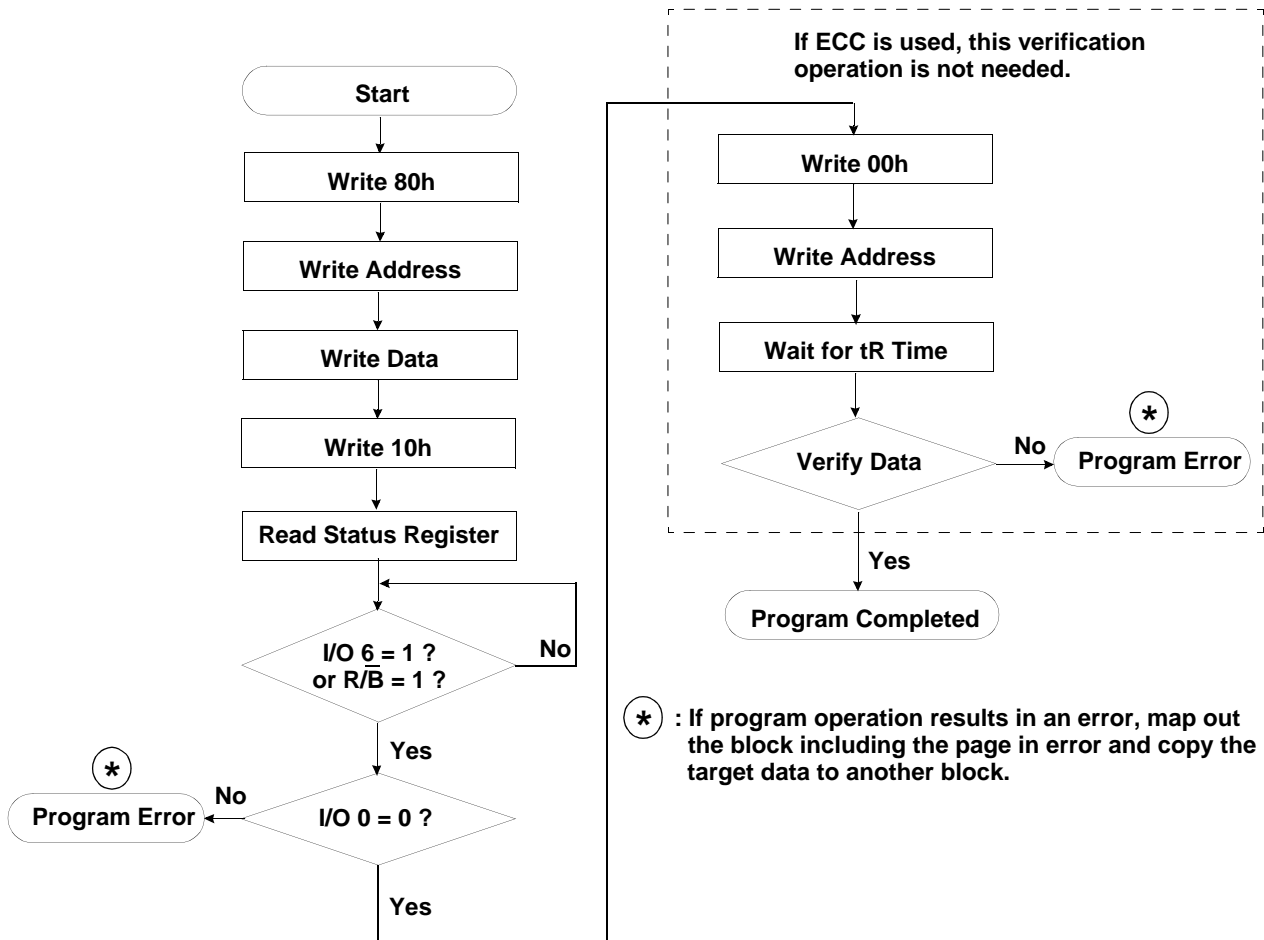 Start
Write 80h
Write Address
Write Data
Write 10h
Read Status Register
I/O 6 = 1 ?
or R/B̅ = 1 ?
No
Yes
*
No
Program Error
I/O 0 = 0 ?
Yes
If ECC is used, this verification
operation is not needed.
Write 00h
Write Address
Wait for tR Time
*
Verify Data
No
Program Error
Yes
Program Completed
* : If program operation results in an error, map out
the block including the page in error and copy the
target data to another block.